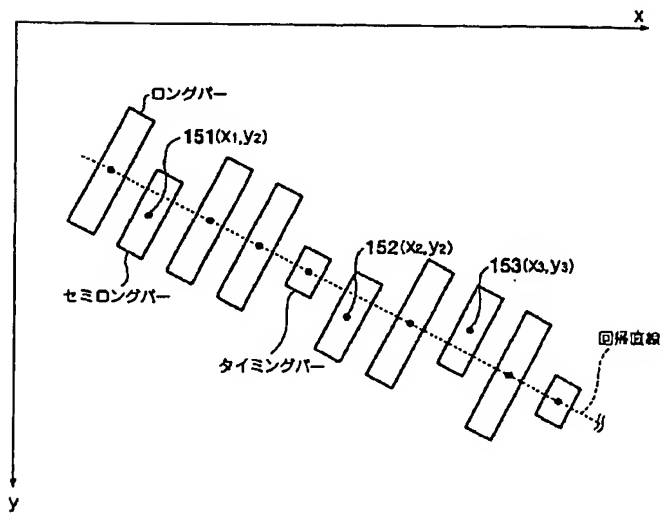 x
ロングバー
151(x1,y2)
152(x2,y2)
153(x3,y3)
セミロングバー
タイミングバー
回帰直線
y